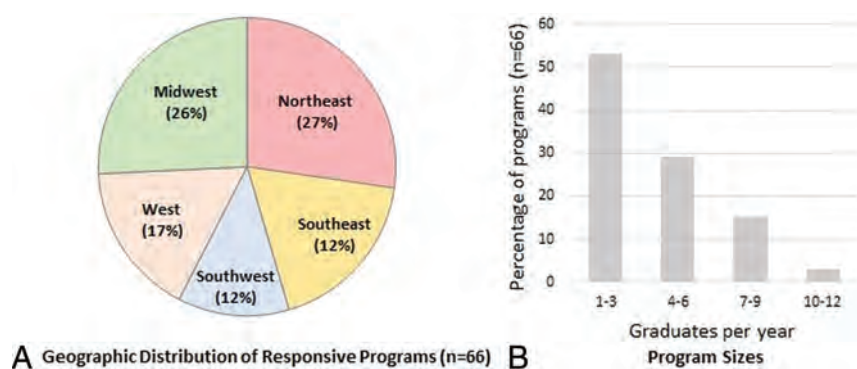 Midwest
(26%)
Northeast
(27%)
West
(17%)
Southeast
(12%)
Southwest
(12%)
A Geographic Distribution of Responsive Programs (n=66)
Percentage of programs (n=66)
60
50
40
30
20
10
0
1-3 4-6 7-9 10-12
Graduates per year
B Program Sizes